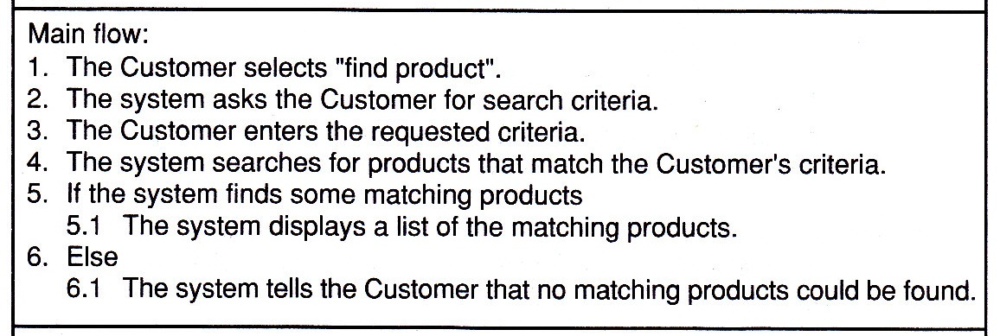 Main flow:
1. The Customer selects "find product".
2. The system asks the Customer for search criteria.
3. The Customer enters the requested criteria.
4. The system searches for products that match the Customer's criteria.
5. If the system finds some matching products
5.1 The system displays a list of the matching products.
6. Else
6.1 The system tells the Customer that no matching products could be found.